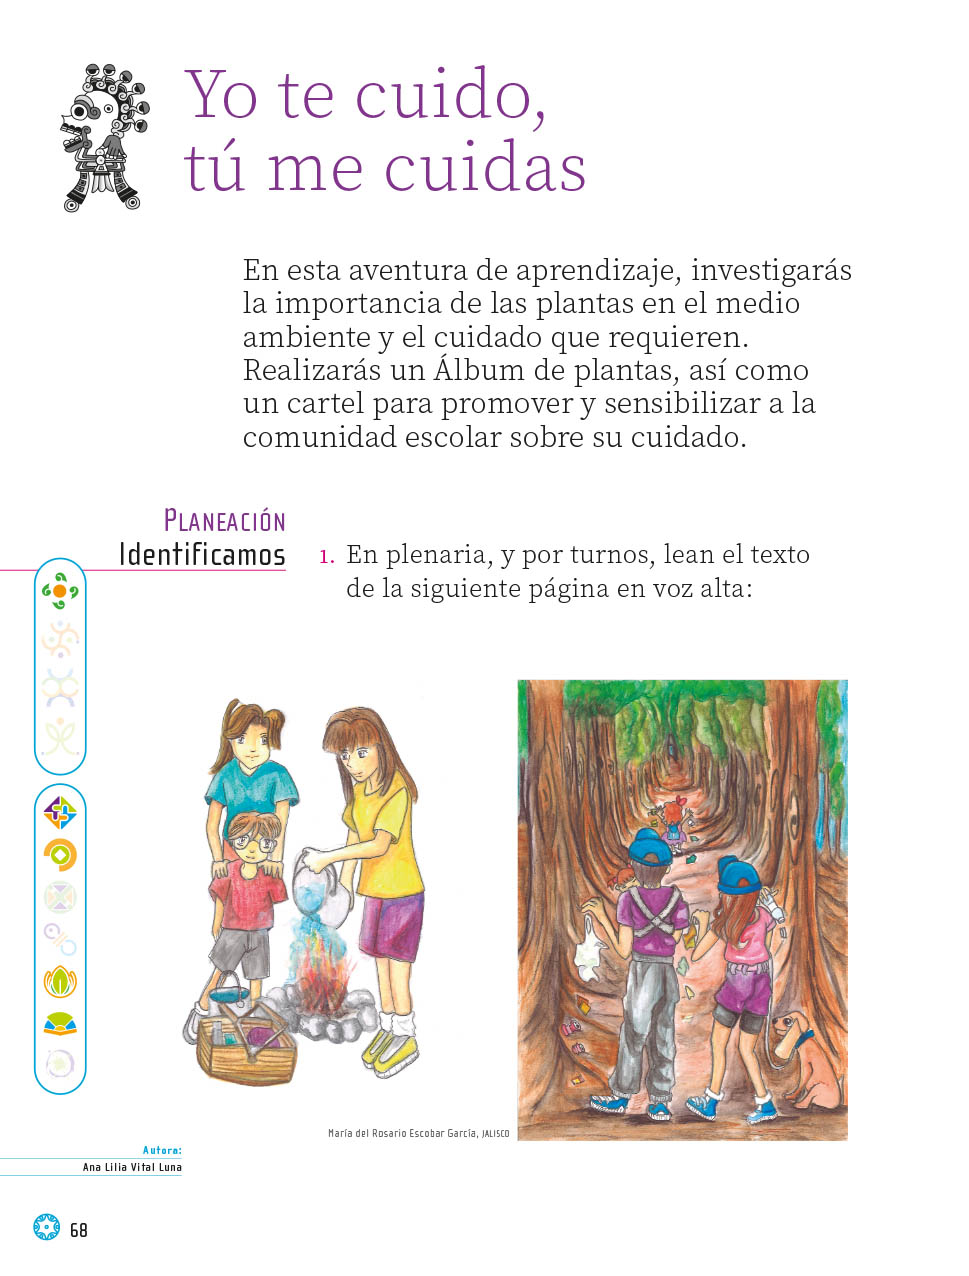 Yo te cuido,
tú me cuidas
En esta aventura de aprendizaje, investigarás
la importancia de las plantas en el medio
ambiente y el cuidado que requieren.
Realizarás un Álbum de plantas, así como
un cartel para promover y sensibilizar a la
comunidad escolar sobre su cuidado.
Planeación
Identificamos
1. En plenaria, y por turnos, lean el texto
de la siguiente página en voz alta:
María del Rosario Escobar García, JALISCO
Autora:
Ana Lilia Vital Luna
68